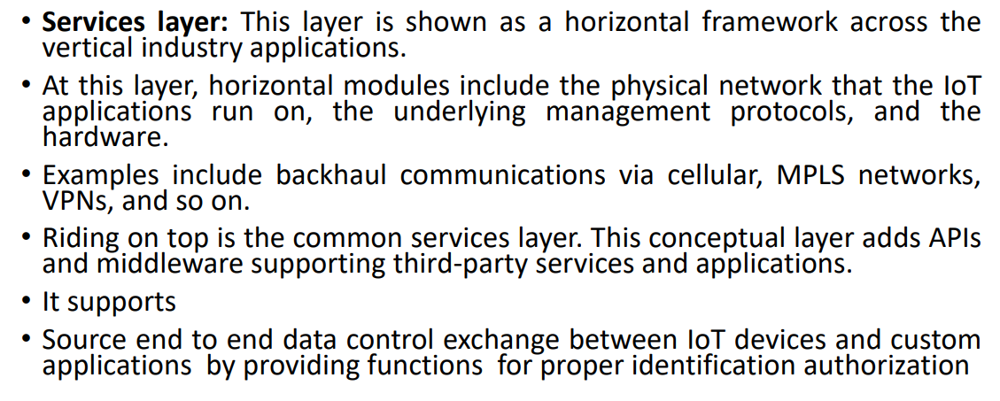 • Services layer: This layer is shown as a horizontal framework across the
vertical industry applications.
• At this layer, horizontal modules include the physical network that the IoT
applications run on, the underlying management protocols, and the
hardware.
• Examples include backhaul communications via cellular, MPLS networks,
VPNs, and so on.
• Riding on top is the common services layer. This conceptual layer adds APIs
and middleware supporting third-party services and applications.
• It supports
• Source end to end data control exchange between IoT devices and custom
applications by providing functions for proper identification authorization